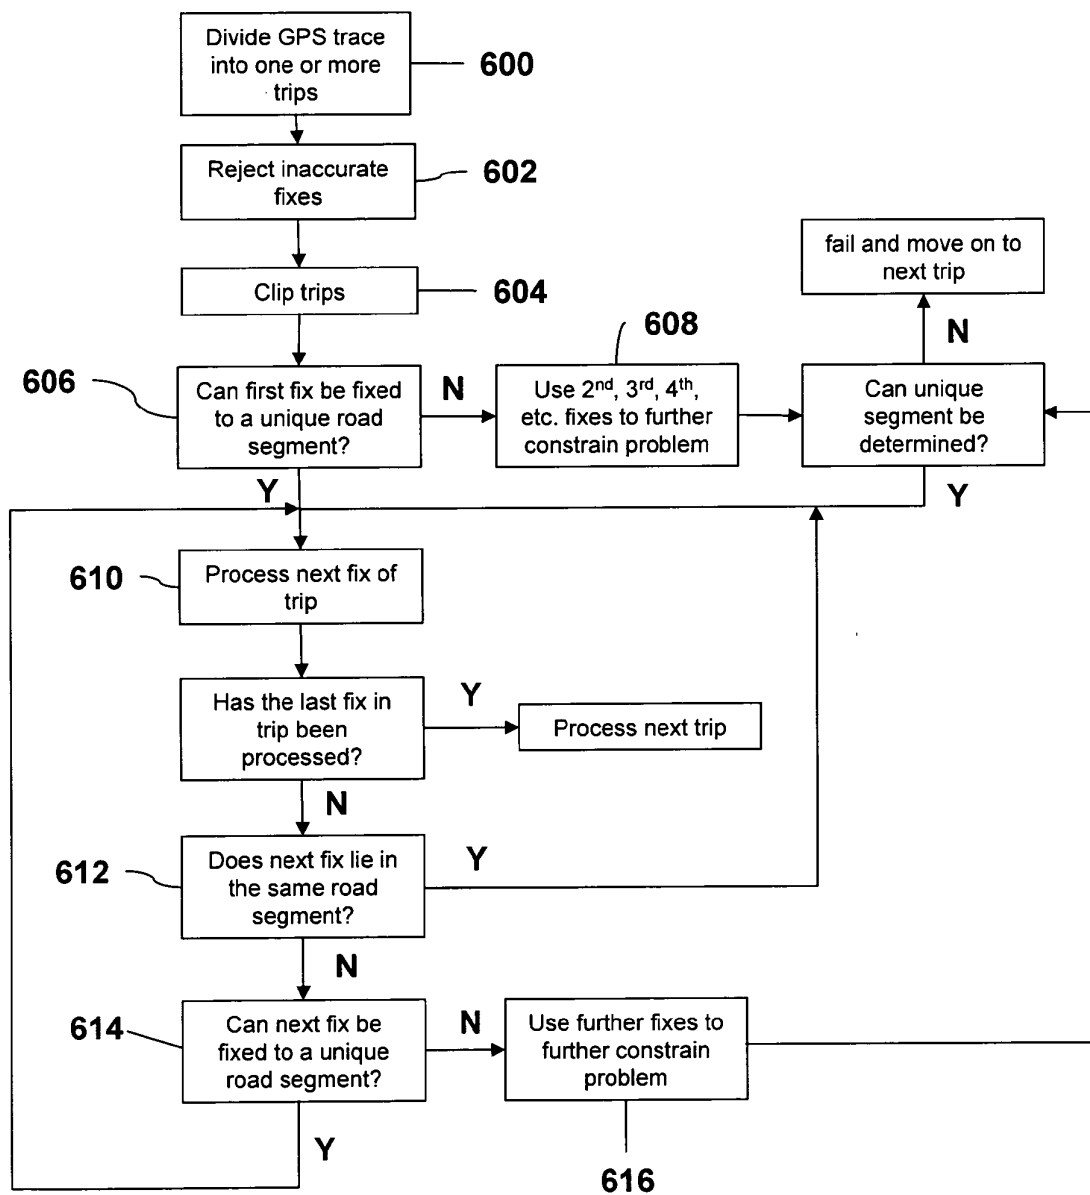 Divide GPS trace
into one or more
trips
600
Reject inaccurate
fixes
602
fail and move on to
next trip
Clip trips
604
608
N
606
Can first fix be fixed
to a unique road
segment?
N
Use 2nd, 3rd, 4th,
etc. fixes to further
constrain problem
Can unique
segment be
determined?
Y
Y
610
Process next fix of
trip
Has the last fix in
trip been
processed?
Y
Process next trip
N
612
Does next fix lie in
the same road
segment?
Y
N
614
Can next fix be
fixed to a unique
road segment?
N
Use further fixes to
further constrain
problem
Y
616